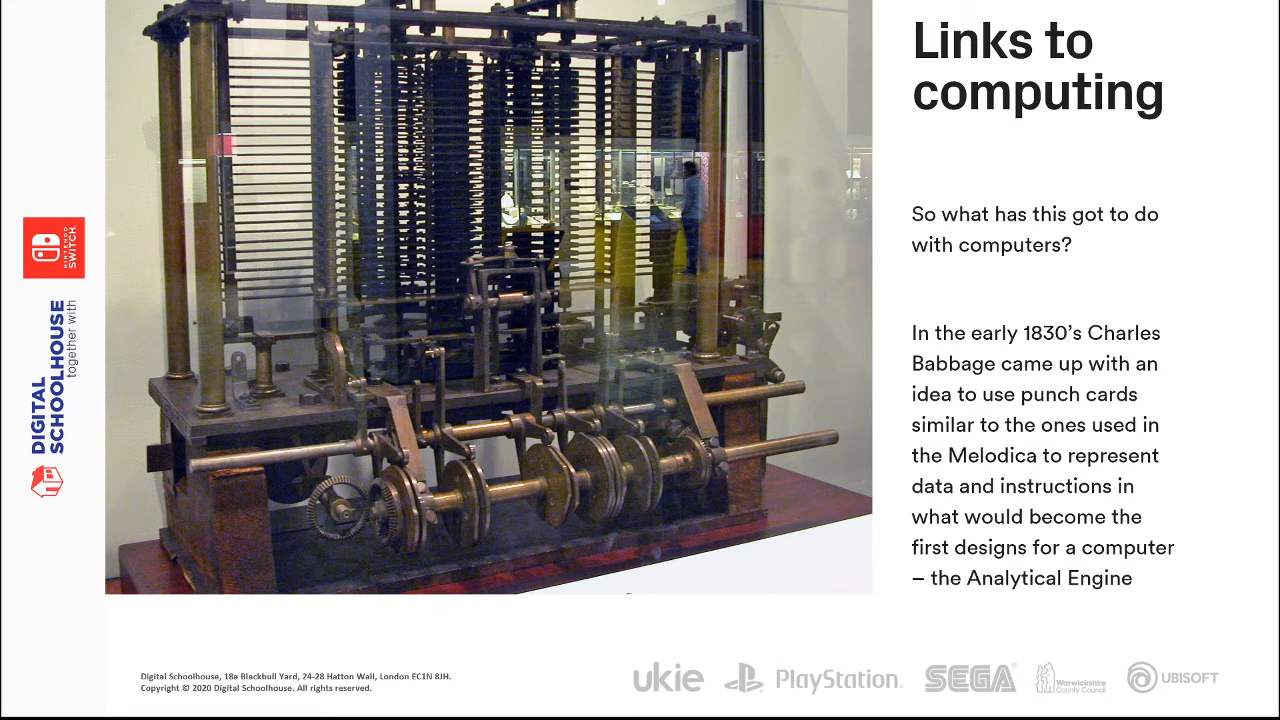 Links to
computing
So what has this got to do
with computers?
In the early 1830’s Charles
Babbage came up with an
idea to use punch cards
similar to the ones used in
the Melodica to represent
data and instructions in
what would become the
first designs for a computer
– the Analytical Engine
NINTENDO
SWITCH
DIGITAL
SCHOOLHOUSE
together with
Digital Schoolhouse, 18a Blackbull Yard, 24-28 Hatton Wall, London EC1N 8JH.
Copyright © 2020 Digital Schoolhouse. All rights reserved.
ukie
PlayStation®
SEGA®
Warwickshire
County Council
UBISOFT